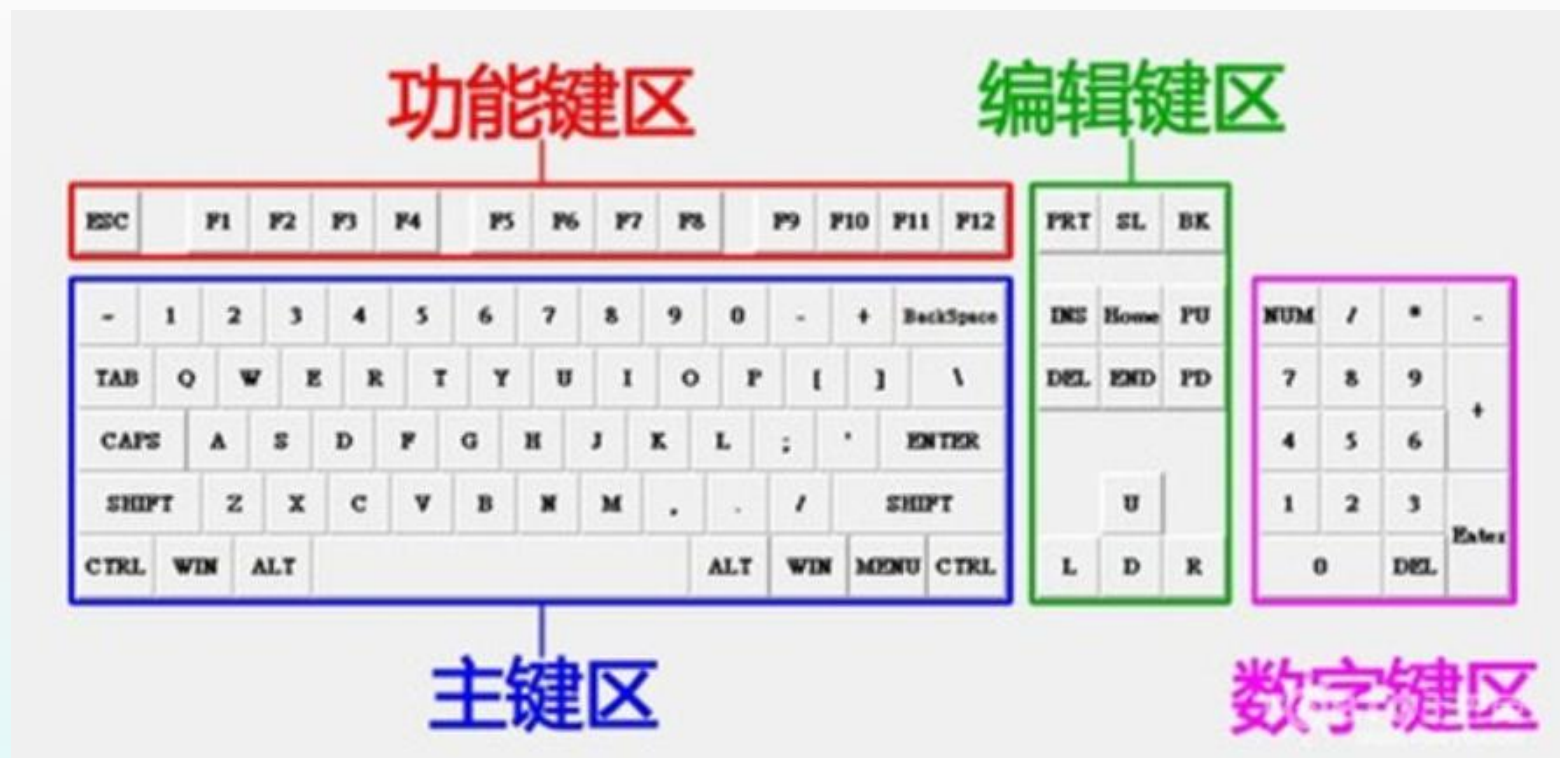 功能键区 编辑键区
ESC F1 F2 F3 F4 F5 F6 F7 F8 F9 F10 F11 F12 PRT SL BK
~ 1 2 3 4 5 6 7 8 9 0 - + BackSpace INS Home PU NUM / * -
TAB Q W E R T Y U I O P [ ] \ DEL END PD 7 8 9 +
CAPS A S D F G H J K L ; ' ENTER 4 5 6
SHIFT Z X C V B N M , . / SHIFT U 1 2 3 Enter
CTRL WIN ALT ALT WIN MENU CTRL L D R 0 DEL
主键区 数字键区